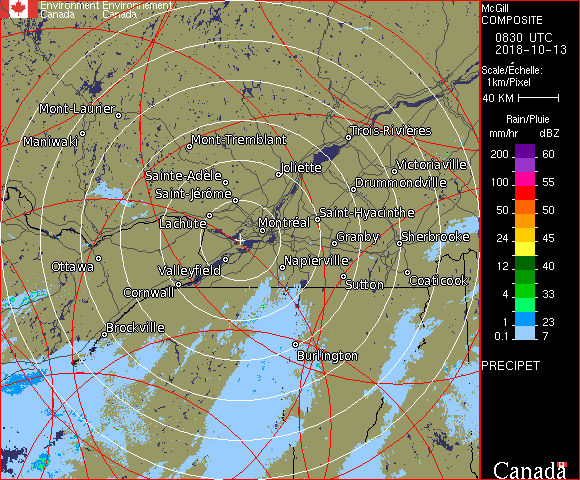 Environment Environnement
Canada Canada
McGill
COMPOSITE
0830 UTC
2018-10-13
Scale/Échelle:
1km/Pixel
40 KM
Rain/Pluie
mm/hr dBZ
200 60
100 55
50 50
24 45
12 40
4 33
1 23
0.1 7
PRECIPET
Canada
Mont-Laurier
Maniwaki
Mont-Tremblant
Trois-Rivières
Sainte-Adèle
Joliette
Victoriaville
Saint-Jérôme
Drummondville
Lachute
Montréal
Saint-Hyacinthe
Ottawa
Valleyfield
Granby
Sherbrooke
Napierville
Cornwall
Sutton
Coaticook
Brockville
Burlington